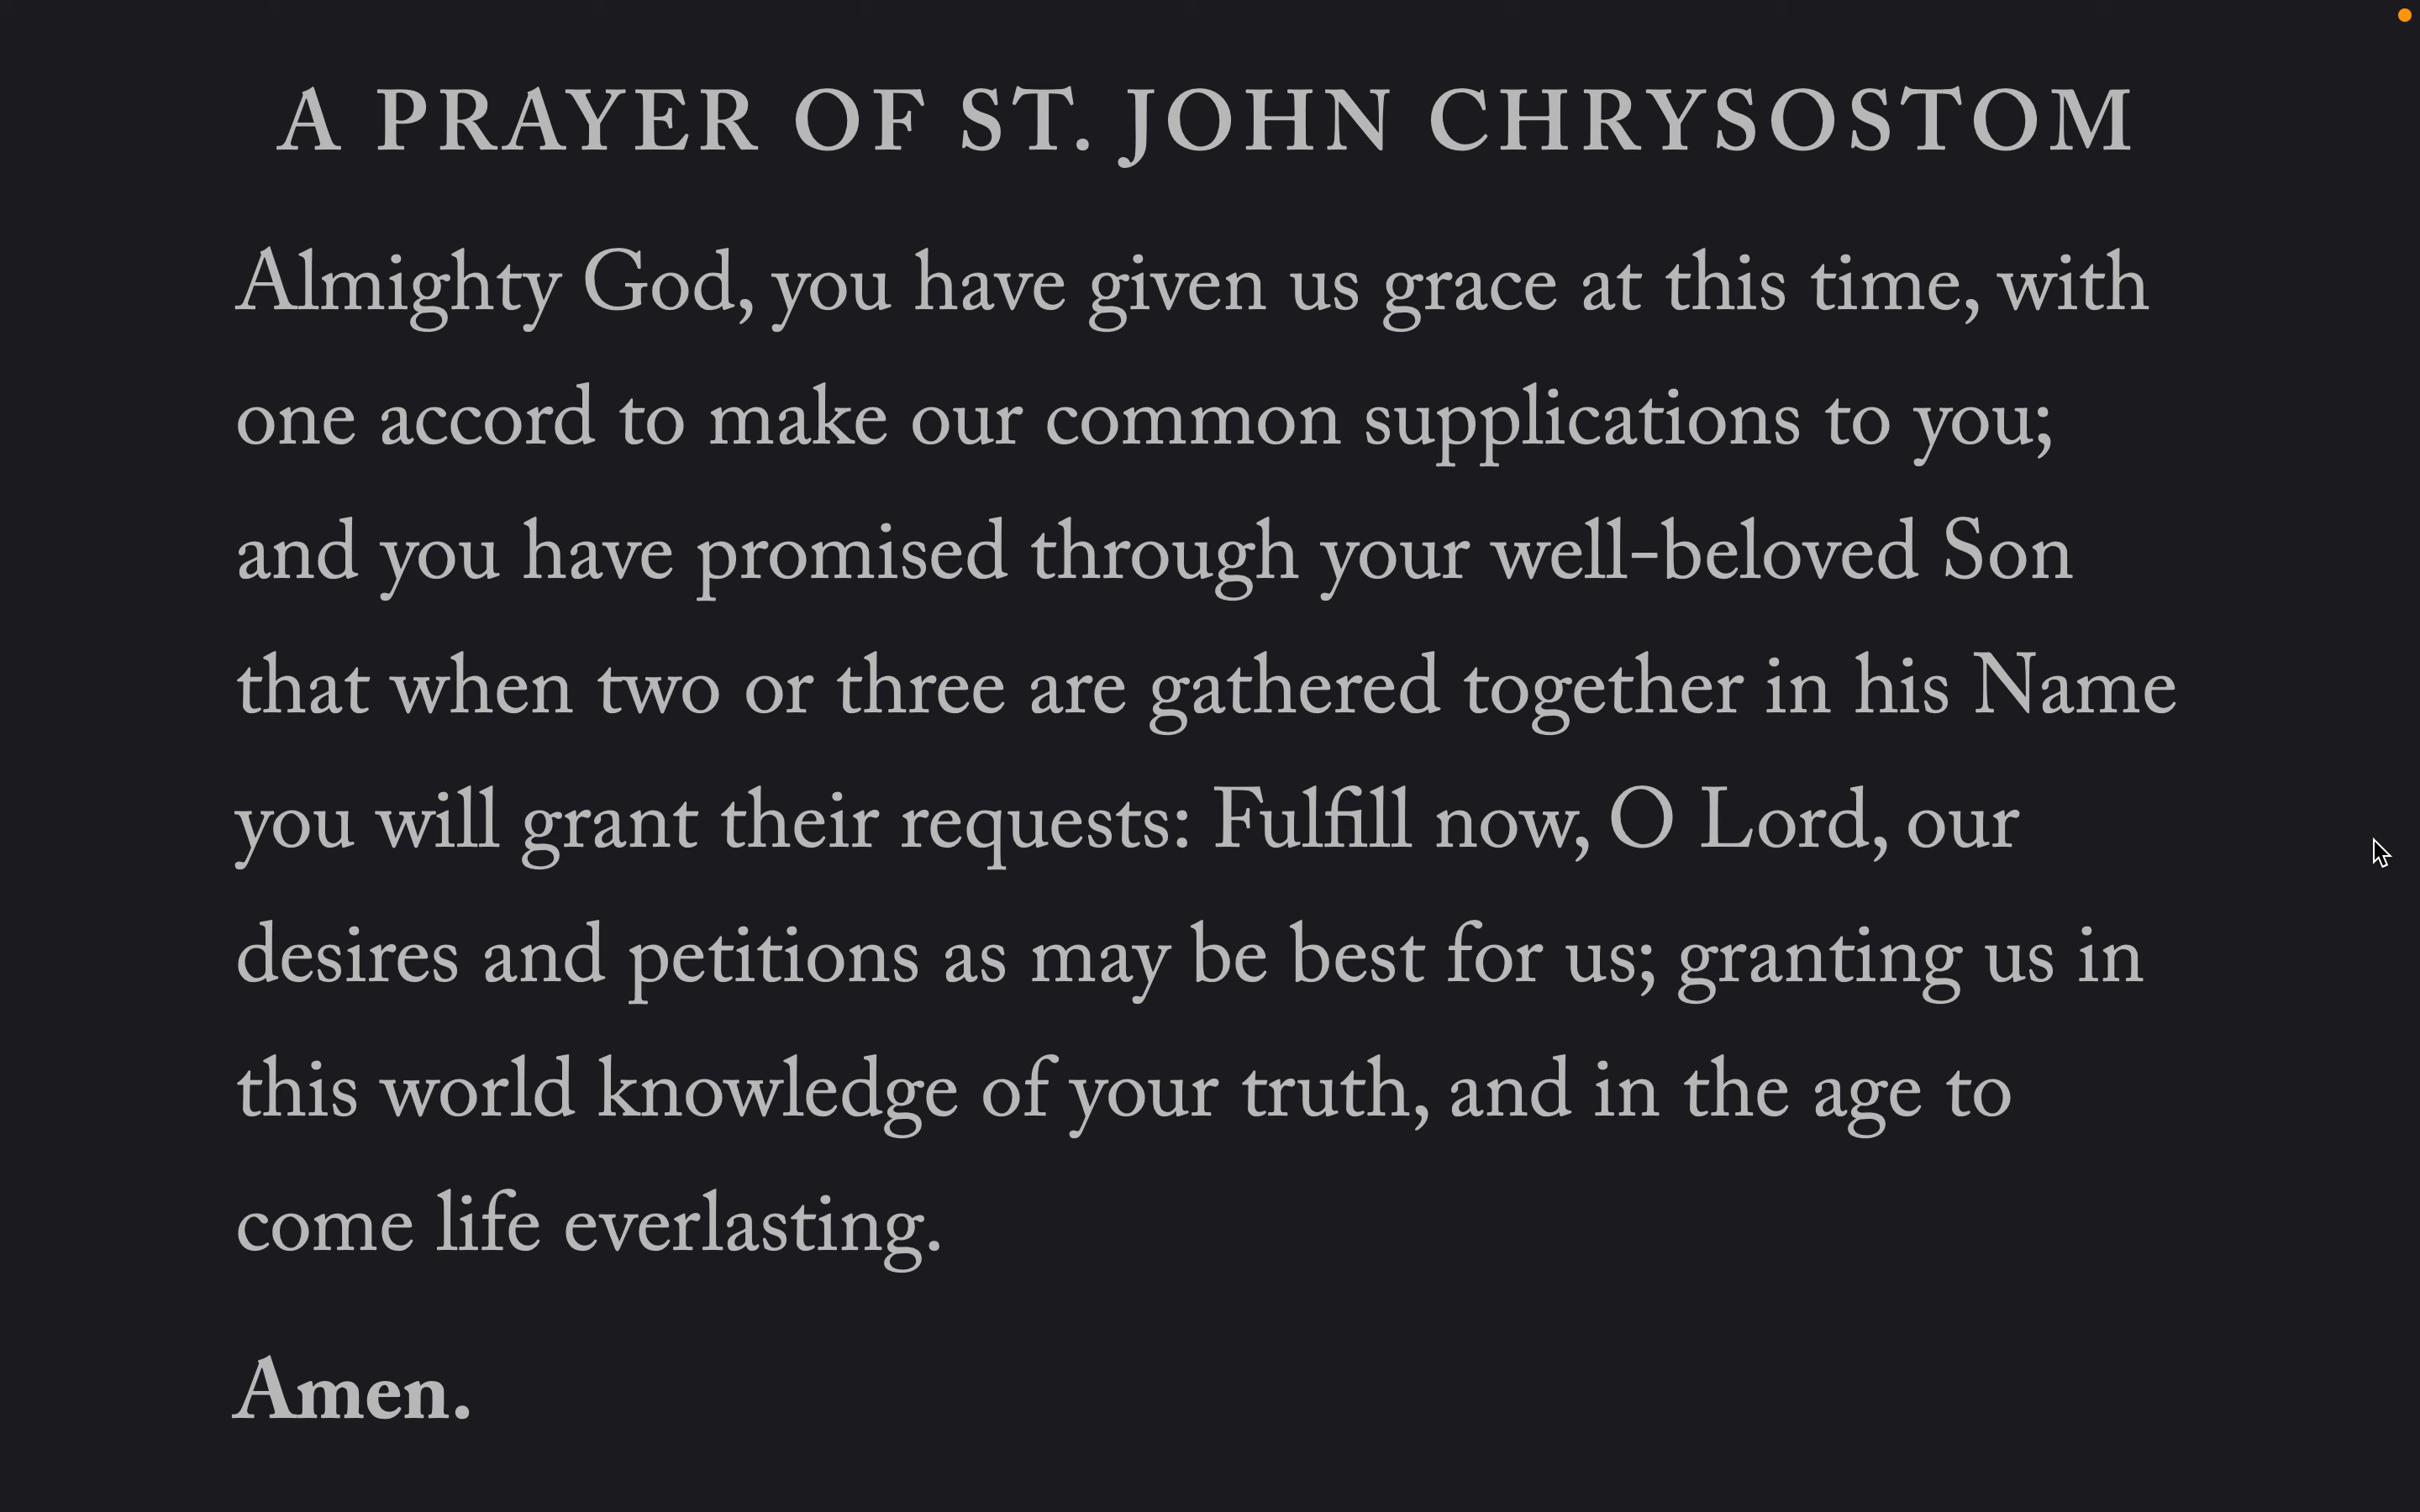 A PRAYER OF ST. JOHN CHRYSOSTOM
Almighty God, you have given us grace at this time, with
one accord to make our common supplications to you;
and you have promised through your well-beloved Son
that when two or three are gathered together in his Name
you will grant their requests: Fulfill now, O Lord, our
desires and petitions as may be best for us; granting us in
this world knowledge of your truth, and in the age to
come life everlasting.
Amen.